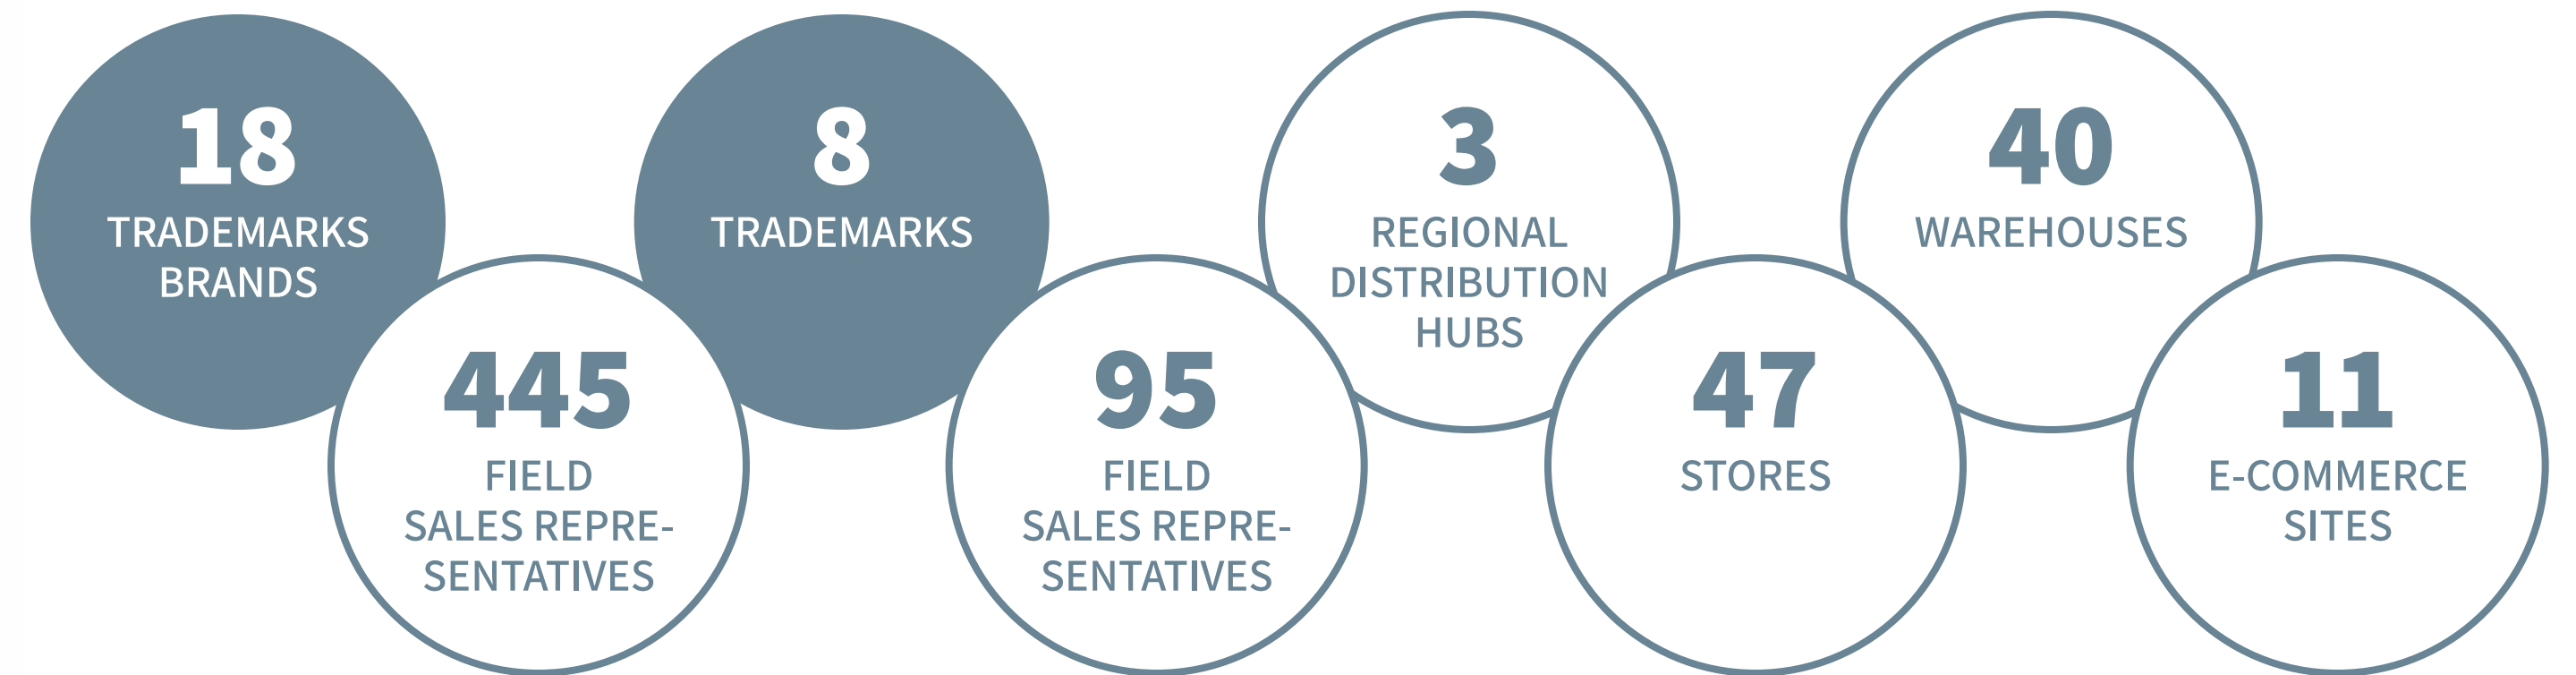 18
TRADEMARKS
BRANDS
445
FIELD
SALES REPRE-
SENTATIVES
8
TRADEMARKS
95
FIELD
SALES REPRE-
SENTATIVES
3
REGIONAL
DISTRIBUTION
HUBS
47
STORES
40
WAREHOUSES
11
E-COMMERCE
SITES